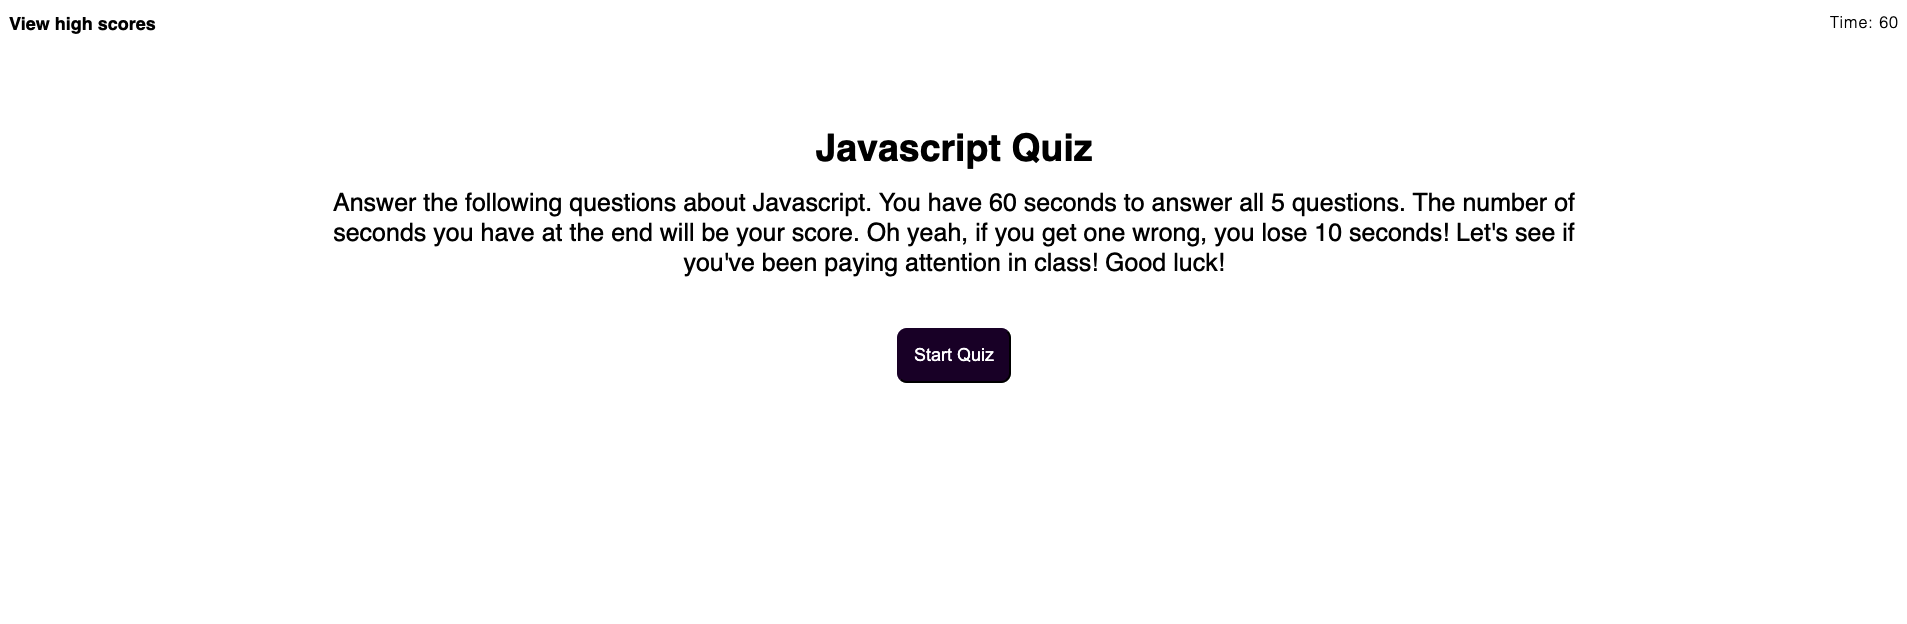 View high scores
Time: 60
Javascript Quiz
Answer the following questions about Javascript. You have 60 seconds to answer all 5 questions. The number of
seconds you have at the end will be your score. Oh yeah, if you get one wrong, you lose 10 seconds! Let's see if
you've been paying attention in class! Good luck!
Start Quiz